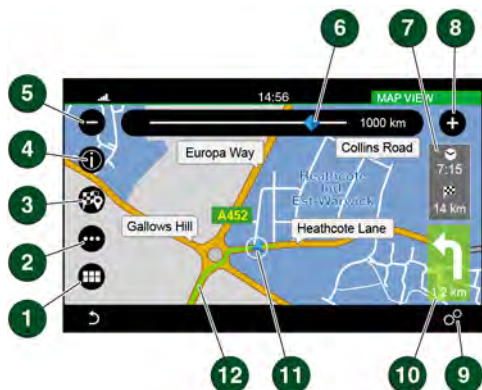 6
7
8
14:56
MAP VIEW
5
1000 km
4
Europa Way
Collins Road
7:15
Heathcote
Ind
Est-Warwick
3
14 km
A452
Gallows Hill
Heathcote Lane
2
1
1.2 km
12
11
10
9